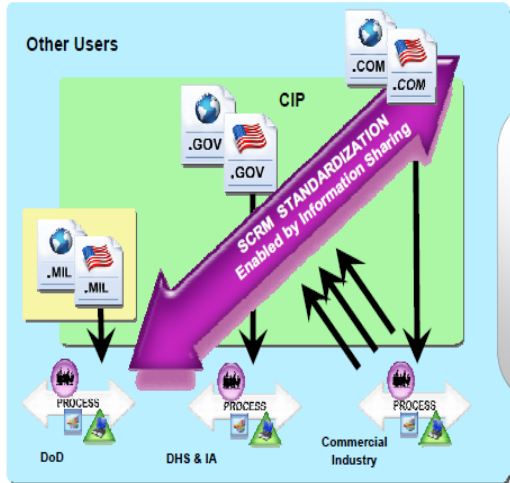 Other Users
.COM
.COM
CIP
.GOV
.GOV
SCRM STANDARDIZATION
Enabled by Information Sharing
.MIL
.MIL
PROCESS
PROCESS
PROCESS
DoD
DHS & IA
Commercial
Industry